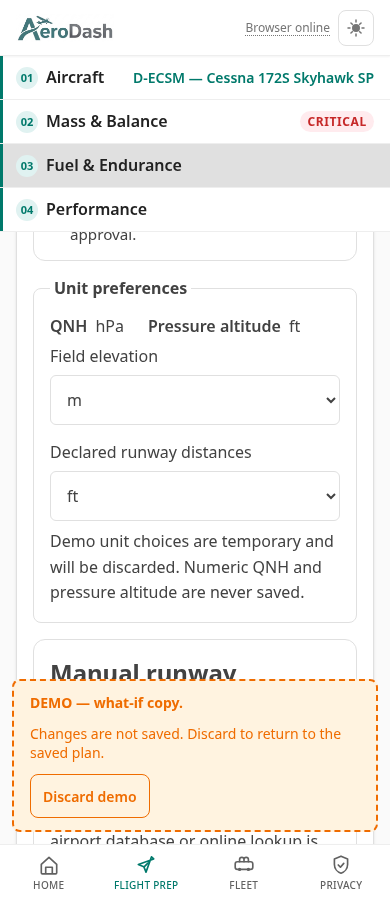 AeroDash
Browser online
01 Aircraft D-ECSM — Cessna 172S Skyhawk SP
02 Mass & Balance CRITICAL
03 Fuel & Endurance
04 Performance
approval.
Unit preferences
QNH hPa Pressure altitude ft
Field elevation
m
Declared runway distances
ft
Demo unit choices are temporary and
will be discarded. Numeric QNH and
pressure altitude are never saved.
Manual runway
DEMO — what-if copy.
Changes are not saved. Discard to return to the
saved plan.
Discard demo
airport database or online lookup is
HOME FLIGHT PREP FLEET PRIVACY